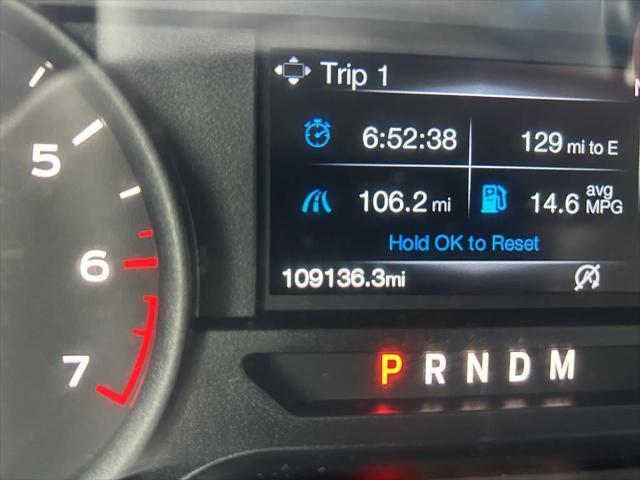 Trip 1
6:52:38
129 mi to E
106.2 mi
14.6 avg MPG
Hold OK to Reset
109136.3mi
5
6
7
P R N D M